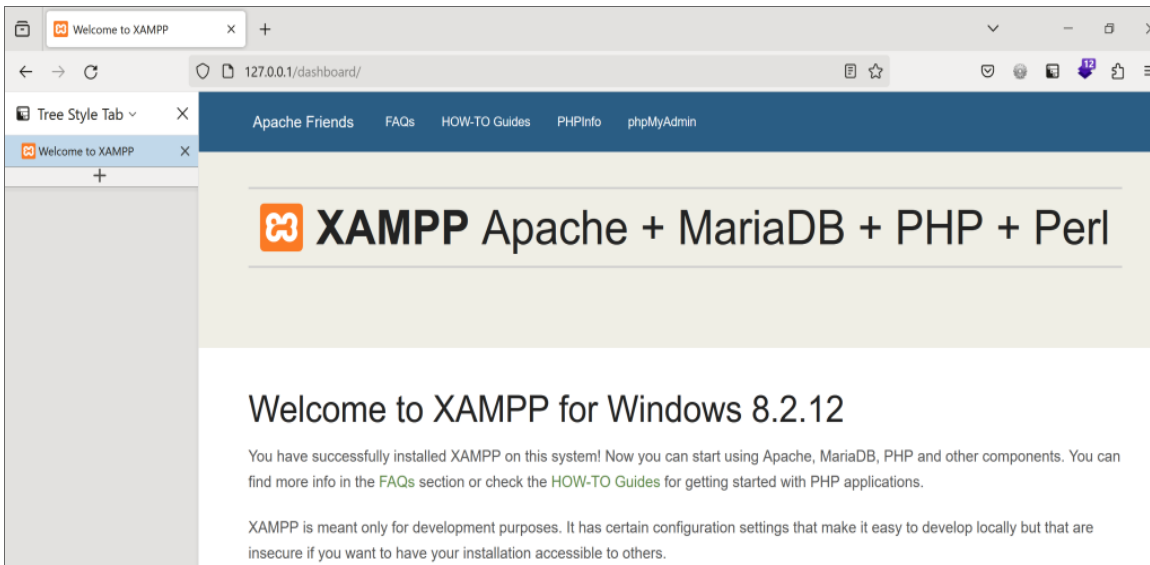 Welcome to XAMPP
127.0.0.1/dashboard/
12
Tree Style Tab
Welcome to XAMPP
Apache Friends FAQs HOW-TO Guides PHPInfo phpMyAdmin
XAMPP Apache + MariaDB + PHP + Perl
Welcome to XAMPP for Windows 8.2.12
You have successfully installed XAMPP on this system! Now you can start using Apache, MariaDB, PHP and other components. You can
find more info in the FAQs section or check the HOW-TO Guides for getting started with PHP applications.
XAMPP is meant only for development purposes. It has certain configuration settings that make it easy to develop locally but that are
insecure if you want to have your installation accessible to others.